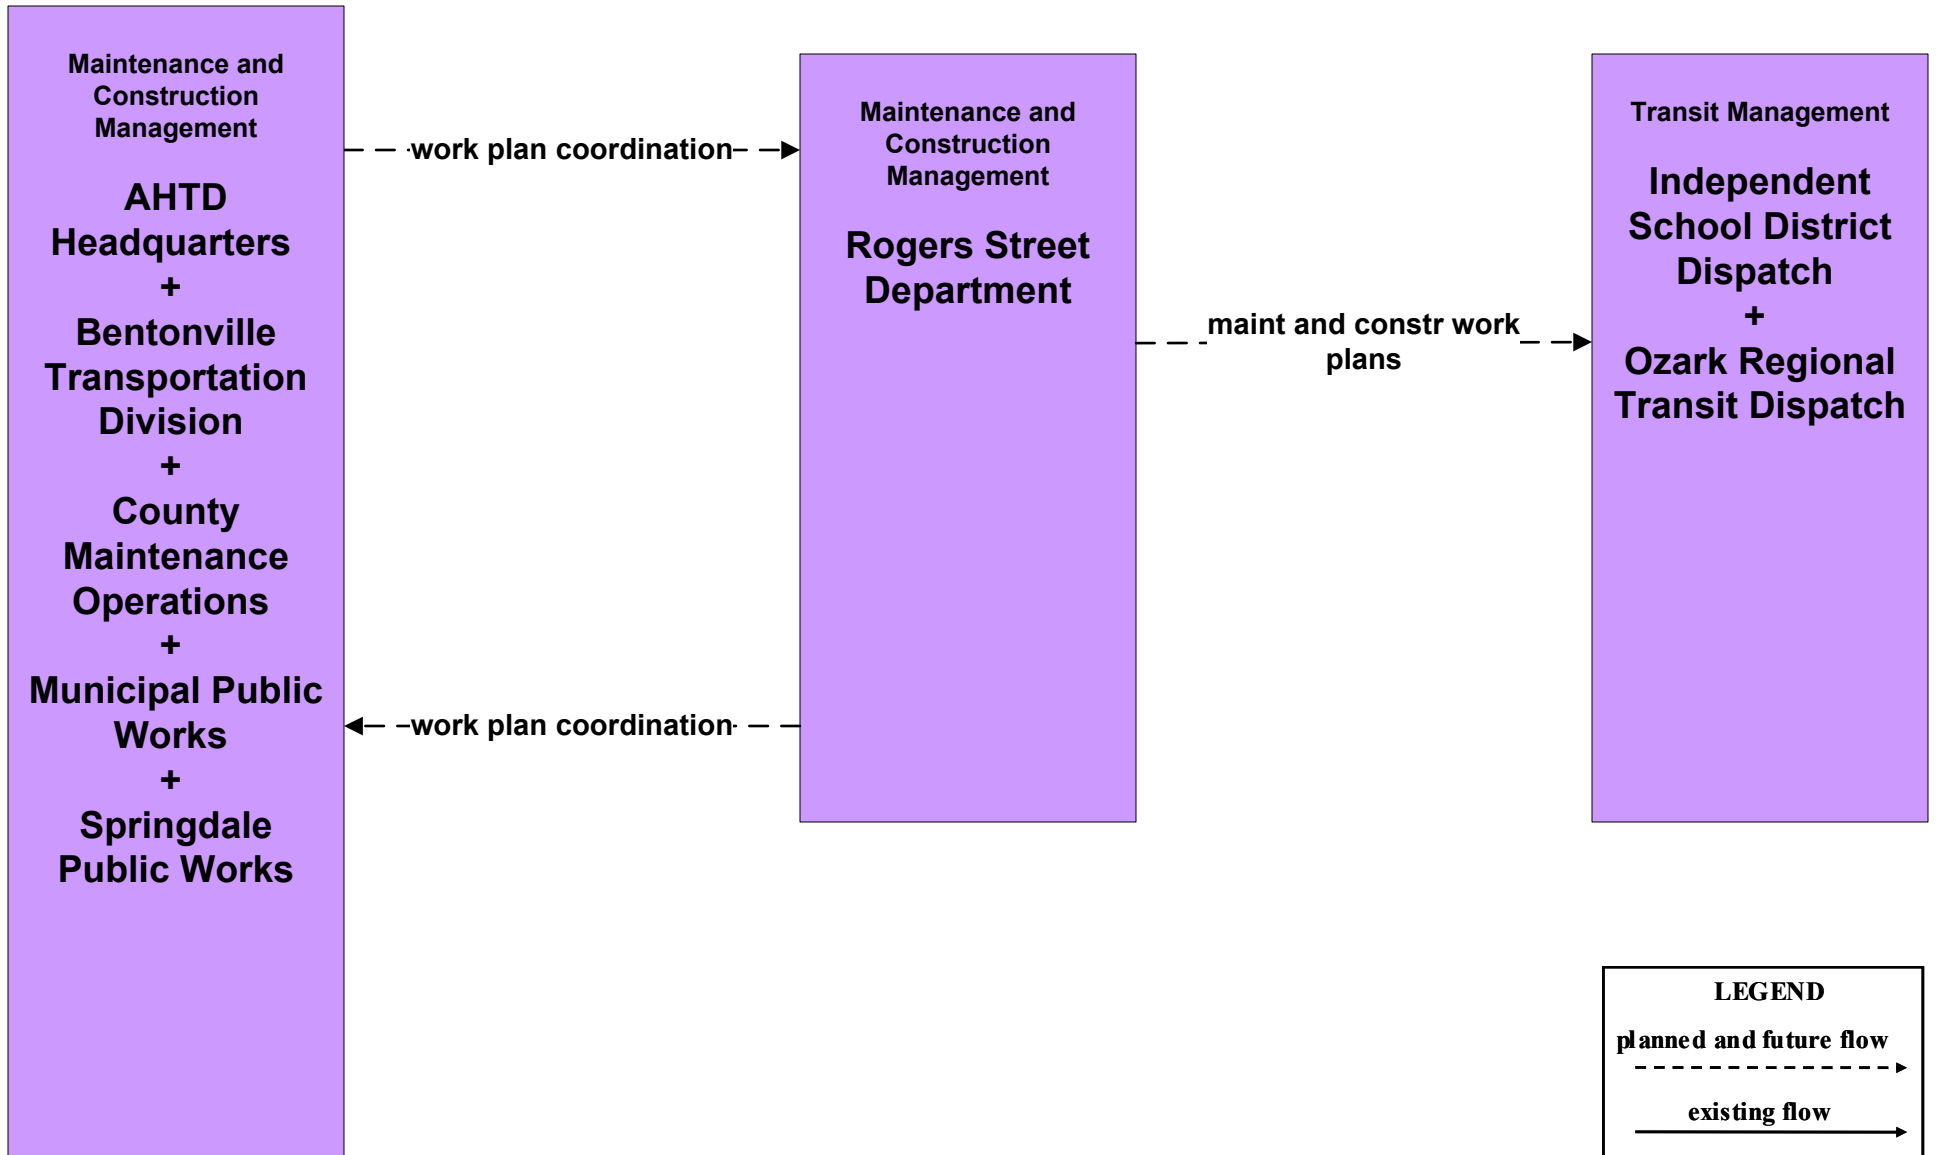 Maintenance and
Construction
Management
AHTD
Headquarters
+
Bentonville
Transportation
Division
+
County
Maintenance
Operations
+
Municipal Public
Works
+
Springdale
Public Works
work plan coordination
work plan coordination
Maintenance and
Construction
Management
Rogers Street
Department
maint and constr work
plans
Transit Management
Independent
School District
Dispatch
+
Ozark Regional
Transit Dispatch
LEGEND
planned and future flow
existing flow